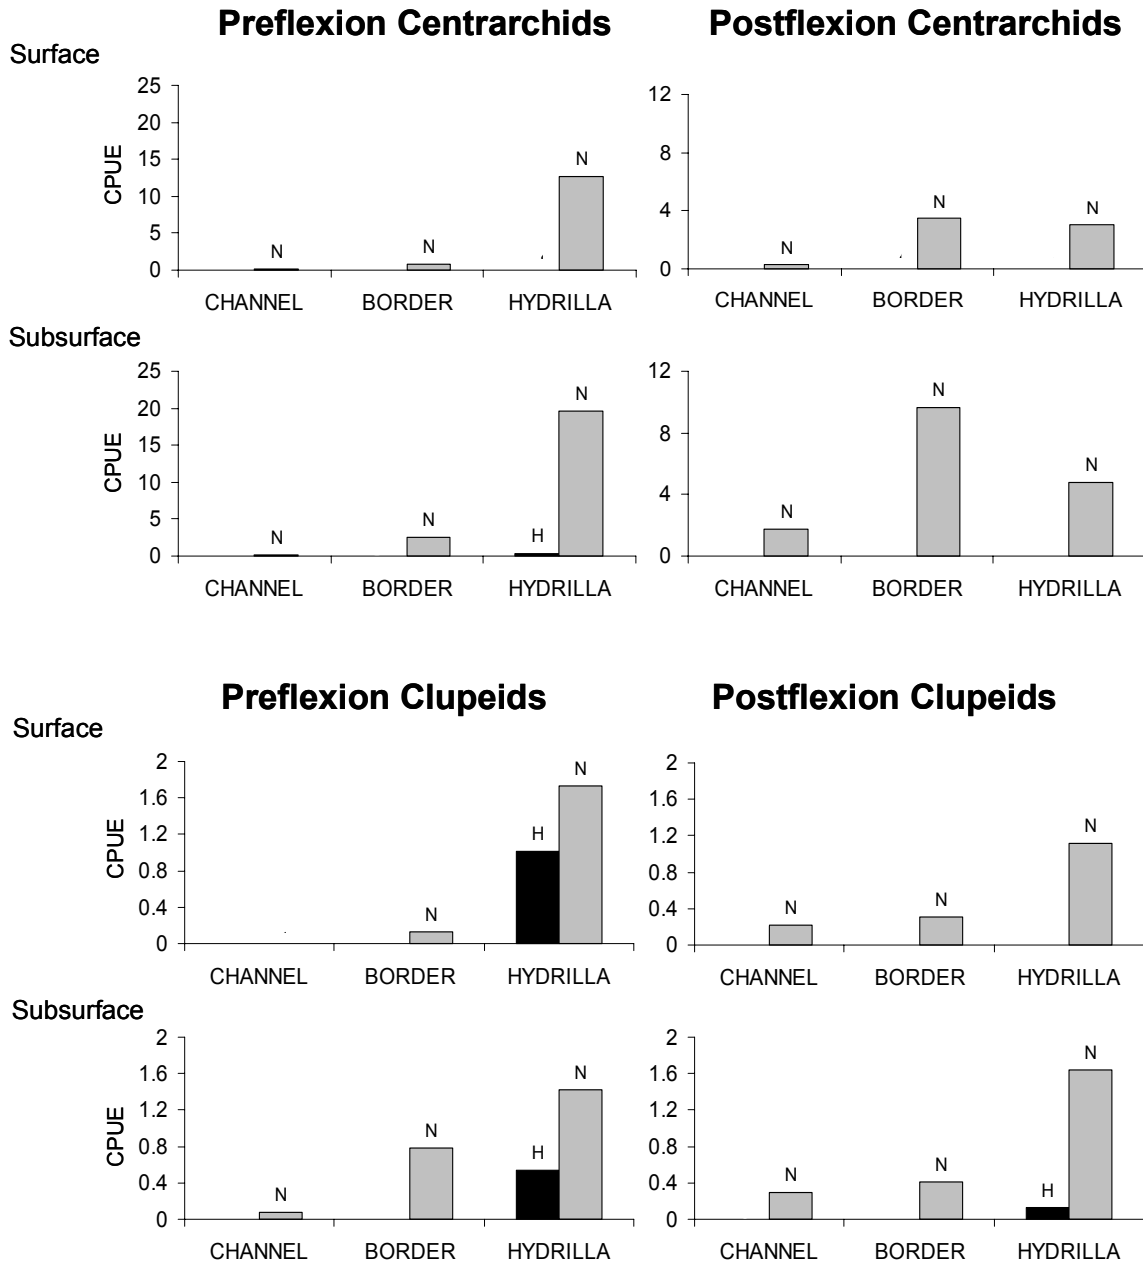 Preflexion Centrarchids Postflexion Centrarchids
Surface
25
20
15
10
5
0
CPUE
N
N
N
CHANNEL BORDER HYDRILLA
12
8
4
0
N
N
N
CHANNEL BORDER HYDRILLA
Subsurface
25
20
15
10
5
0
CPUE
N
N
H
N
CHANNEL BORDER HYDRILLA
12
8
4
0
N
N
N
CHANNEL BORDER HYDRILLA
Preflexion Clupeids Postflexion Clupeids
Surface
2
1.6
1.2
0.8
0.4
0
CPUE
N
H
N
CHANNEL BORDER HYDRILLA
2
1.6
1.2
0.8
0.4
0
N
N
N
CHANNEL BORDER HYDRILLA
Subsurface
2
1.6
1.2
0.8
0.4
0
CPUE
N
N
H
N
CHANNEL BORDER HYDRILLA
2
1.6
1.2
0.8
0.4
0
N
N
H
N
CHANNEL BORDER HYDRILLA